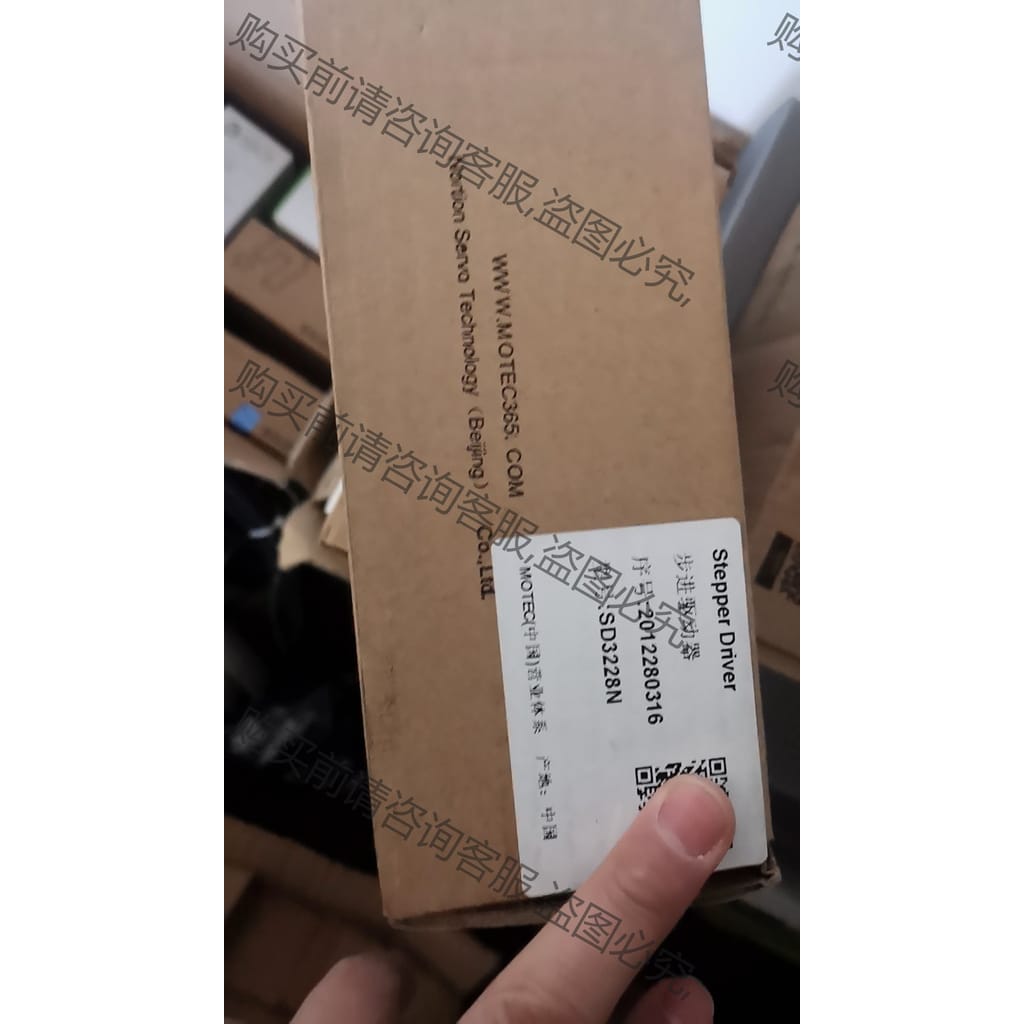 Stepper Driver
步进驱动器
序号:2012280316
SD3228N
MOTEC(中国)营业体系 产地:中国
WWW.MOTEC365.COM
Servo Technology (Beijing) Co.,Ltd.
购买前请咨询客服,盗图必究,
购买前请咨询客服,盗图必究,
购买前请咨询客服,盗图必究,
购
购